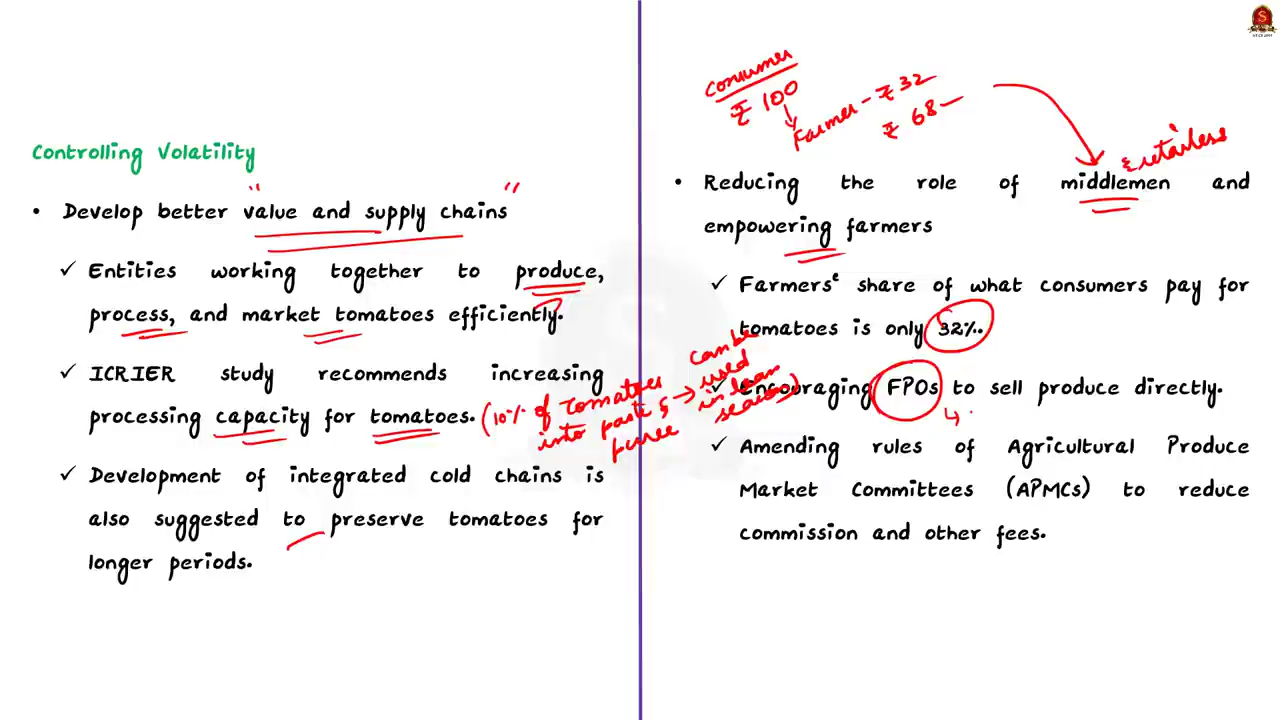 Controlling Volatility
• Develop better "value and supply chains"
✓ Entities working together to produce,
process, and market tomatoes efficiently.
✓ ICRIER study recommends increasing
processing capacity for tomatoes.
(10% of Tomatoes
into paste &
puree
→ can be
used
in lean
season)
✓ Development of integrated cold chains is
also suggested to preserve tomatoes for
longer periods.
Consumer
₹ 100
Farmer - ₹ 32
₹ 68
& retailers
• Reducing the role of middlemen and
empowering farmers
✓ Farmers' share of what consumers pay for
tomatoes is only 32%.
✓ Encouraging FPOs to sell produce directly.
✓ Amending rules of Agricultural Produce
Market Committees (APMCs) to reduce
commission and other fees.